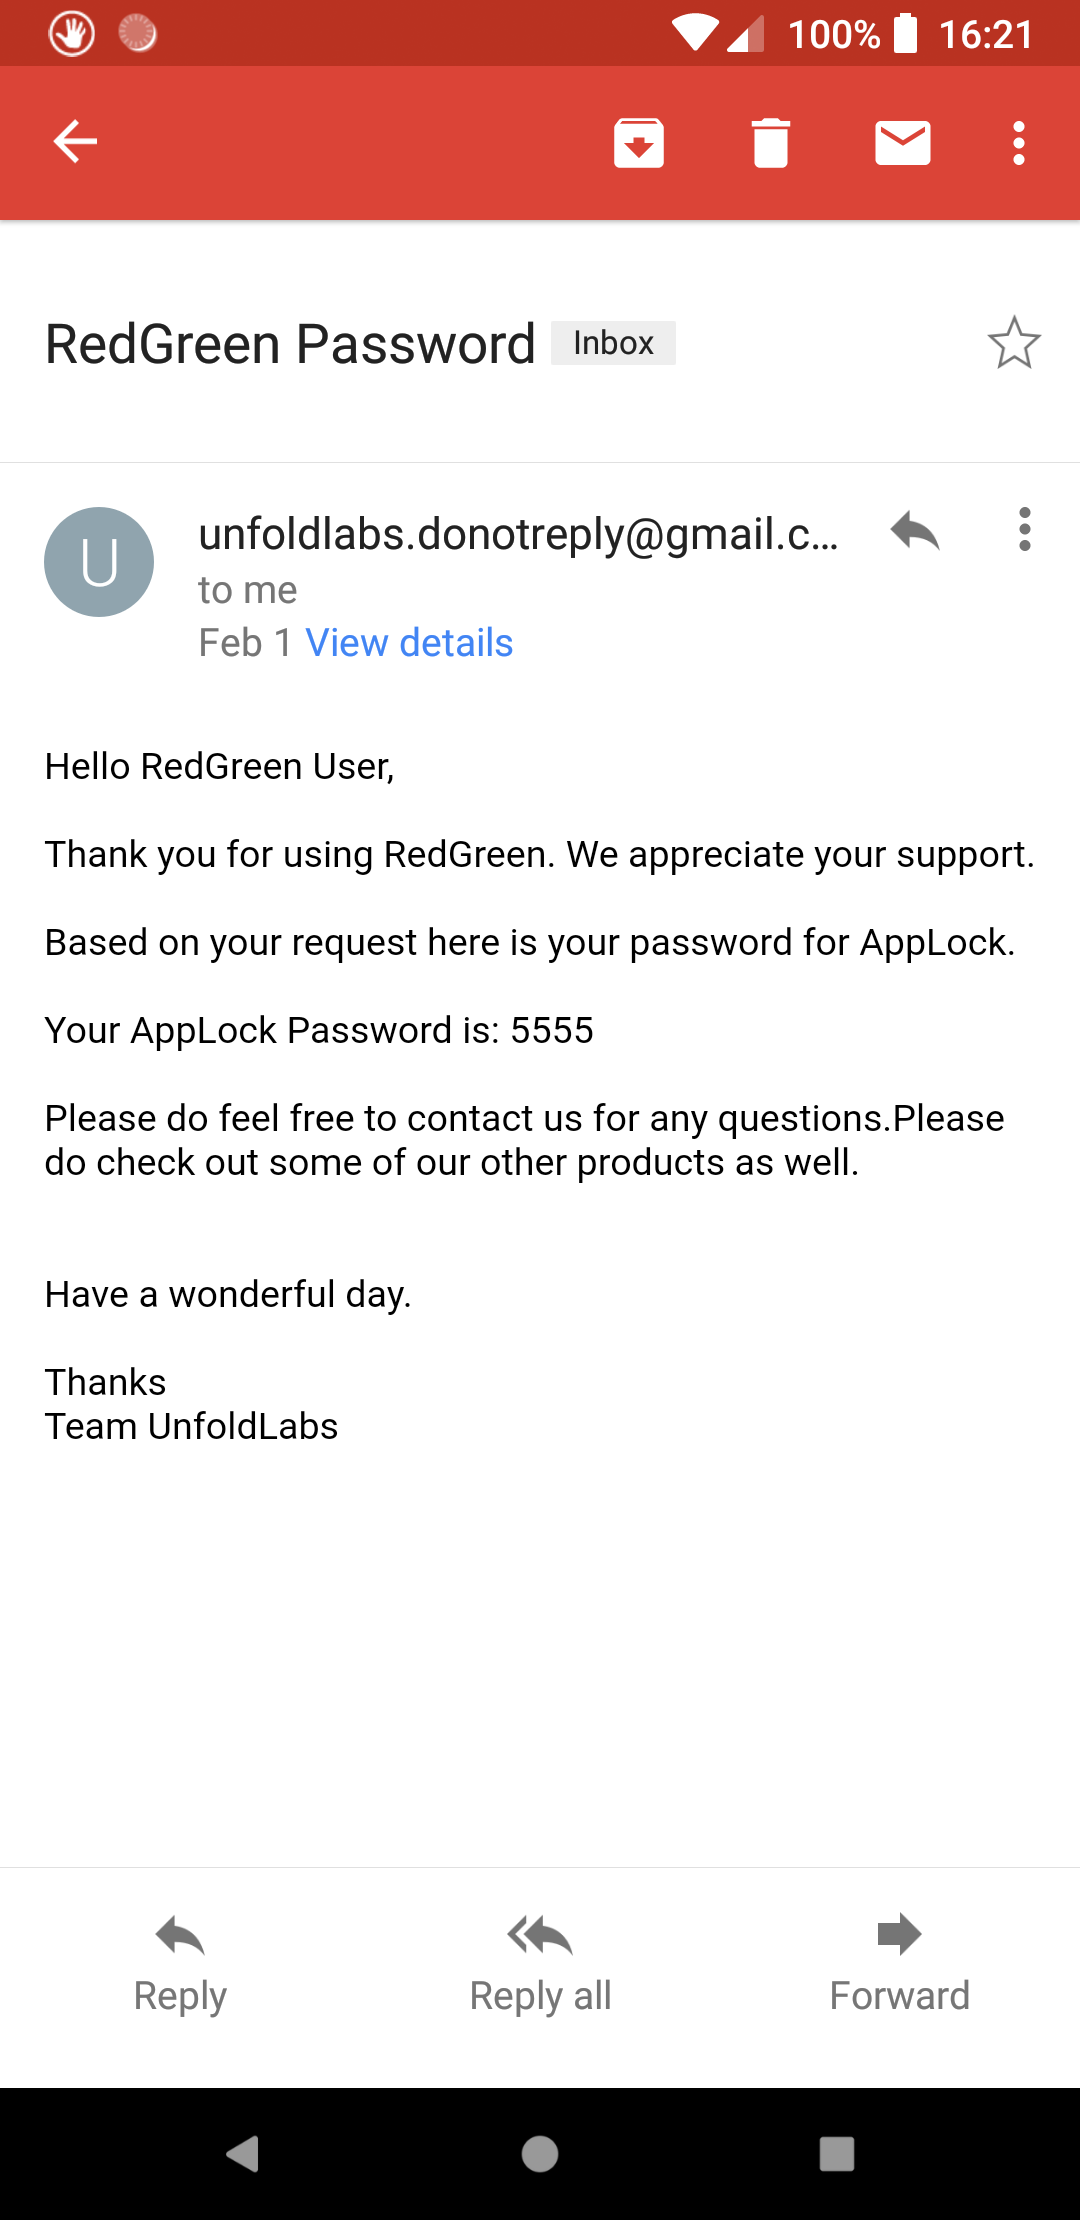 100% 16:21
RedGreen Password Inbox
U
unfoldlabs.donotreply@gmail.c...
to me
Feb 1 View details
Hello RedGreen User,
Thank you for using RedGreen. We appreciate your support.
Based on your request here is your password for AppLock.
Your AppLock Password is: 5555
Please do feel free to contact us for any questions.Please
do check out some of our other products as well.
Have a wonderful day.
Thanks
Team UnfoldLabs
Reply Reply all Forward